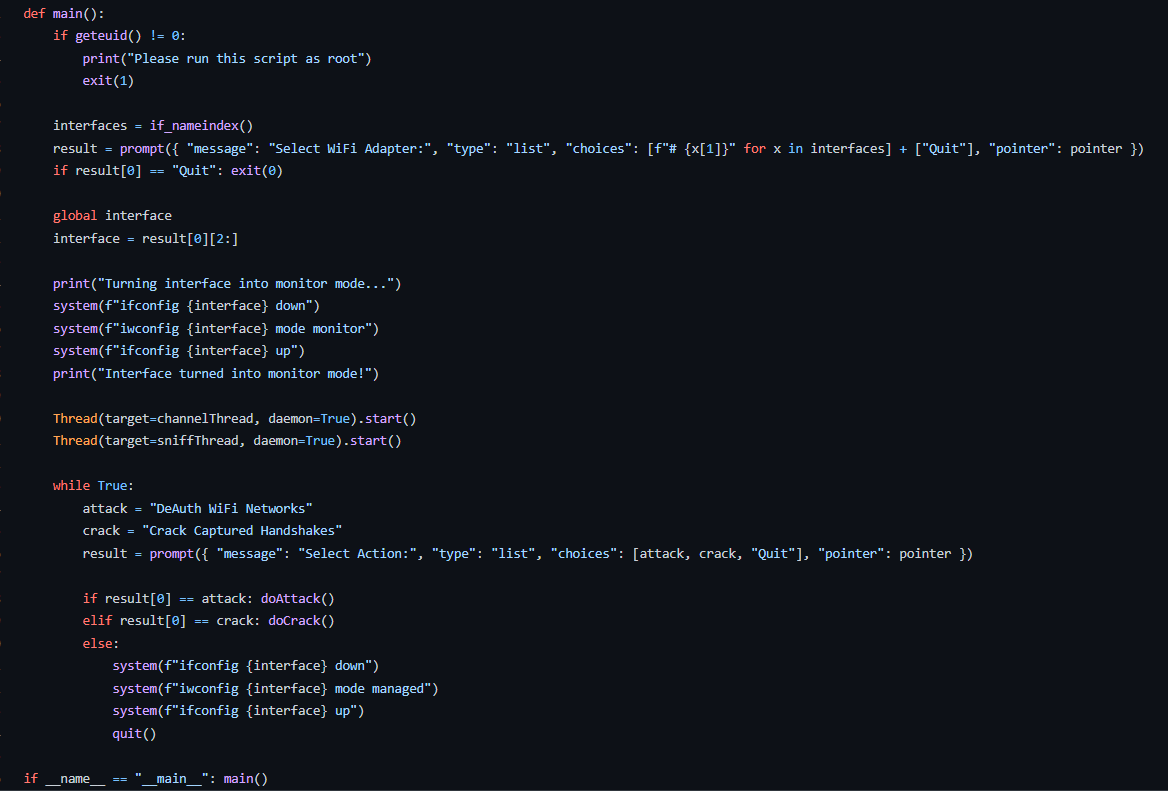 def main():
    if geteuid() != 0:
        print("Please run this script as root")
        exit(1)

    interfaces = if_nameindex()
    result = prompt({ "message": "Select WiFi Adapter:", "type": "list", "choices": [f"# {x[1]}" for x in interfaces] + ["Quit"], "pointer": pointer })
    if result[0] == "Quit": exit(0)

    global interface
    interface = result[0][2:]

    print("Turning interface into monitor mode...")
    system(f"ifconfig {interface} down")
    system(f"iwconfig {interface} mode monitor")
    system(f"ifconfig {interface} up")
    print("Interface turned into monitor mode!")

    Thread(target=channelThread, daemon=True).start()
    Thread(target=sniffThread, daemon=True).start()

    while True:
        attack = "DeAuth WiFi Networks"
        crack = "Crack Captured Handshakes"
        result = prompt({ "message": "Select Action:", "type": "list", "choices": [attack, crack, "Quit"], "pointer": pointer })

        if result[0] == attack: doAttack()
        elif result[0] == crack: doCrack()
        else:
            system(f"ifconfig {interface} down")
            system(f"iwconfig {interface} mode managed")
            system(f"ifconfig {interface} up")
            quit()

if __name__ == "__main__": main()